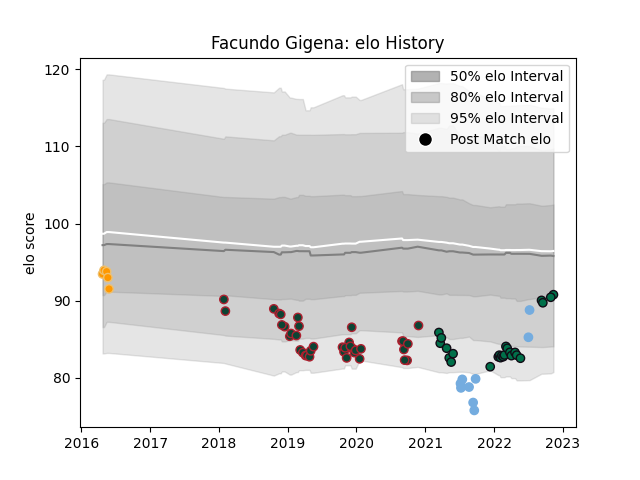 Facundo Gigena: elo History
120
110
100
90
80
elo score
50% elo Interval
80% elo Interval
95% elo Interval
Post Match elo
2016 2017 2018 2019 2020 2021 2022 2023